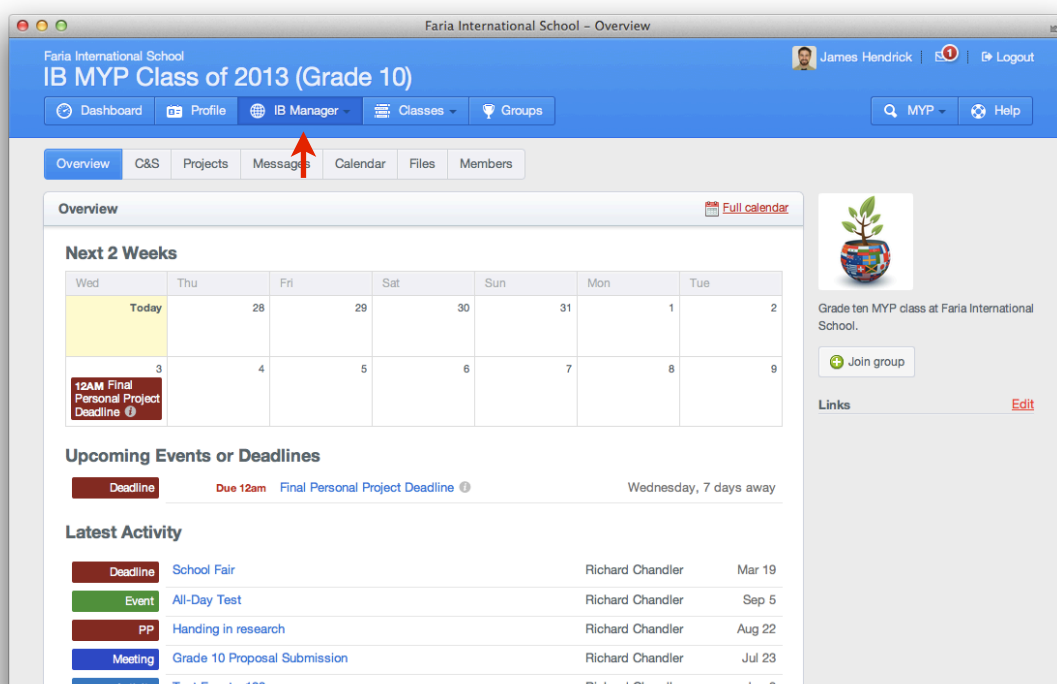 Faria International School – Overview
Faria International School
IB MYP Class of 2013 (Grade 10)
James Hendrick
1
Logout
Dashboard
Profile
IB Manager
Classes
Groups
MYP
Help
Overview
C&S
Projects
Messages
Calendar
Files
Members
Overview
Full calendar
Next 2 Weeks
Wed Thu Fri Sat Sun Mon Tue
Today 28 29 30 31 1 2
3 4 5 6 7 8 9
12AM Final
Personal Project
Deadline
Upcoming Events or Deadlines
Deadline Due 12am Final Personal Project Deadline Wednesday, 7 days away
Latest Activity
Deadline School Fair Richard Chandler Mar 19
Event All-Day Test Richard Chandler Sep 5
PP Handing in research Richard Chandler Aug 22
Meeting Grade 10 Proposal Submission Richard Chandler Jul 23
Grade ten MYP class at Faria International
School.
Join group
Links Edit